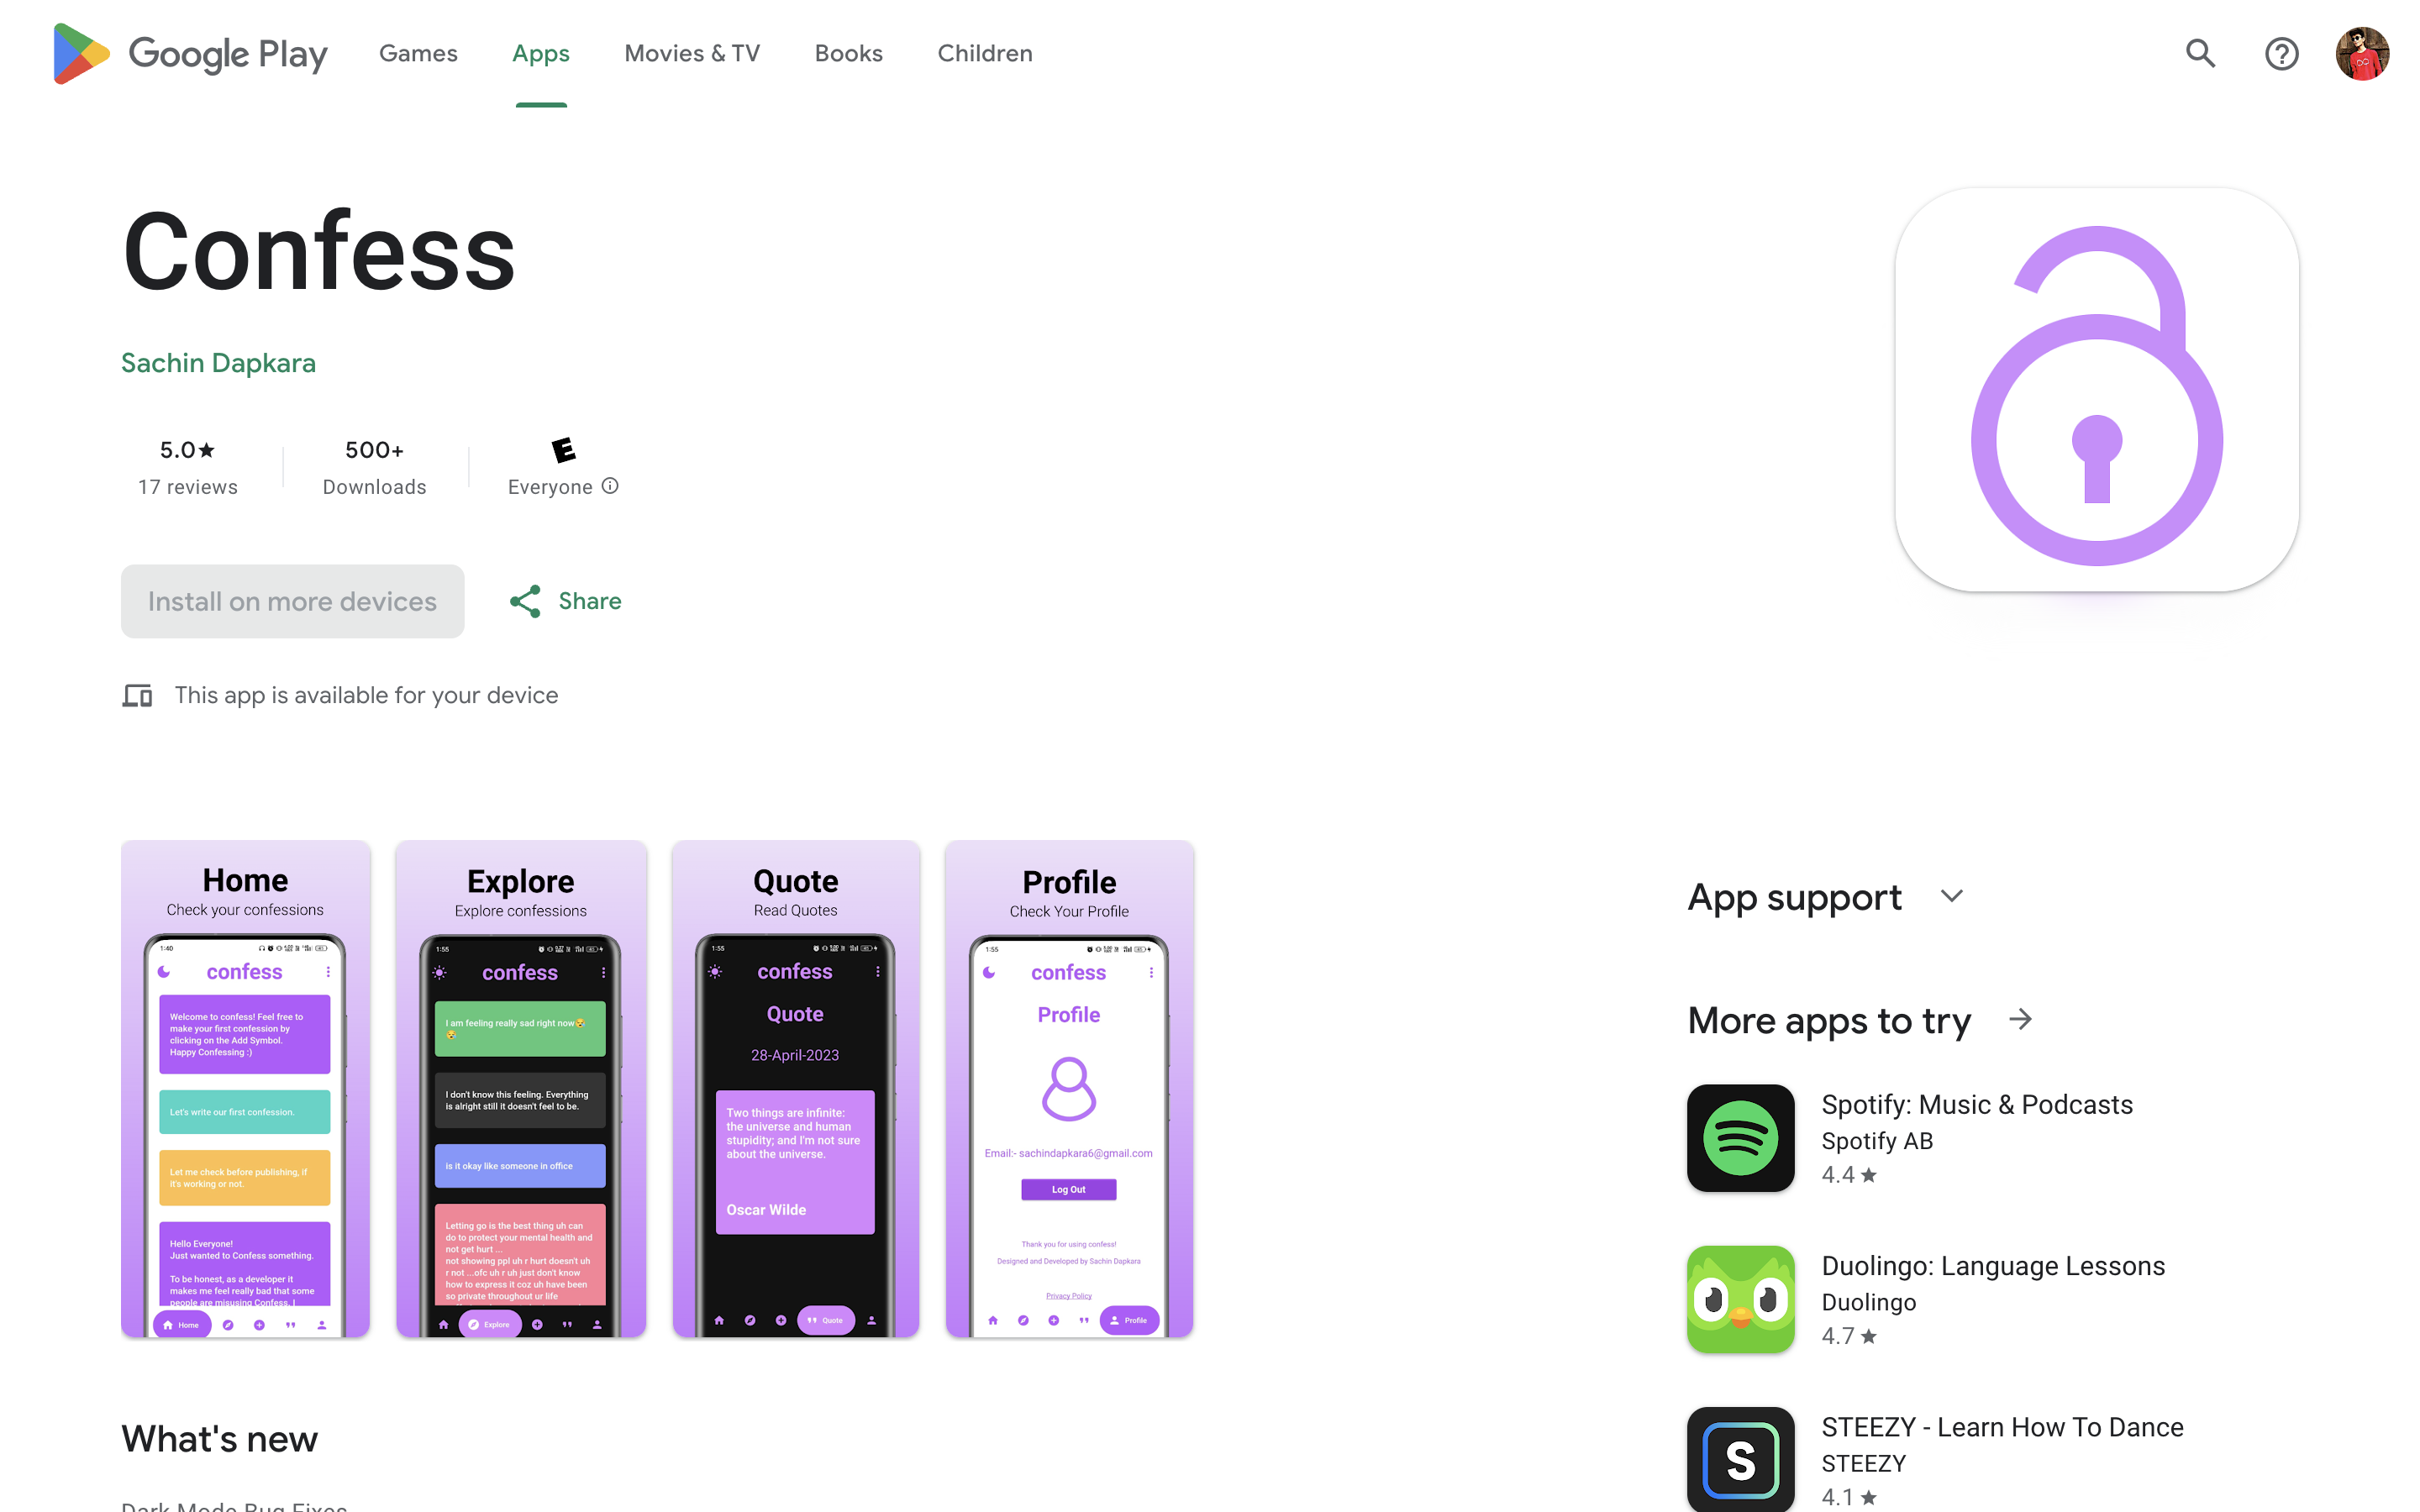 Google Play
Games
Apps
Movies & TV
Books
Children
Confess
Sachin Dapkara
5.0★
17 reviews
500+
Downloads
E
Everyone
Install on more devices
Share
This app is available for your device
Home
Check your confessions
1:40
confess
Welcome to confess! Feel free to
make your first confession by
clicking on the Add Symbol.
Happy Confessing :)
Let's write our first confession.
Let me check before publishing, if
it's working or not.
Hello Everyone!
Just wanted to Confess something.
To be honest, as a developer it
makes me feel really bad that some
people are misusing Confess. I
Home
Explore
Explore confessions
1:55
confess
I am feeling really sad right now😪
😪
I don't know this feeling. Everything
is alright still it doesn't feel to be.
is it okay like someone in office
Letting go is the best thing uh can
do to protect your mental health and
not get hurt ...
not showing ppl uh r hurt doesn't uh
r not ...ofc uh r uh just don't know
how to express it coz uh have been
so private throughout ur life
Explore
Quote
Read Quotes
1:55
confess
Quote
28-April-2023
Two things are infinite:
the universe and human
stupidity; and I'm not sure
about the universe.
Oscar Wilde
Quote
Profile
Check Your Profile
1:55
confess
Profile
Email:- sachindapkara6@gmail.com
Log Out
Thank you for using confess!
Designed and Developed by Sachin Dapkara
Privacy Policy
Profile
App support
More apps to try
Spotify: Music & Podcasts
Spotify AB
4.4★
Duolingo: Language Lessons
Duolingo
4.7★
S
STEEZY - Learn How To Dance
STEEZY
4.1★
What's new
Dark Mode Bug Fixes